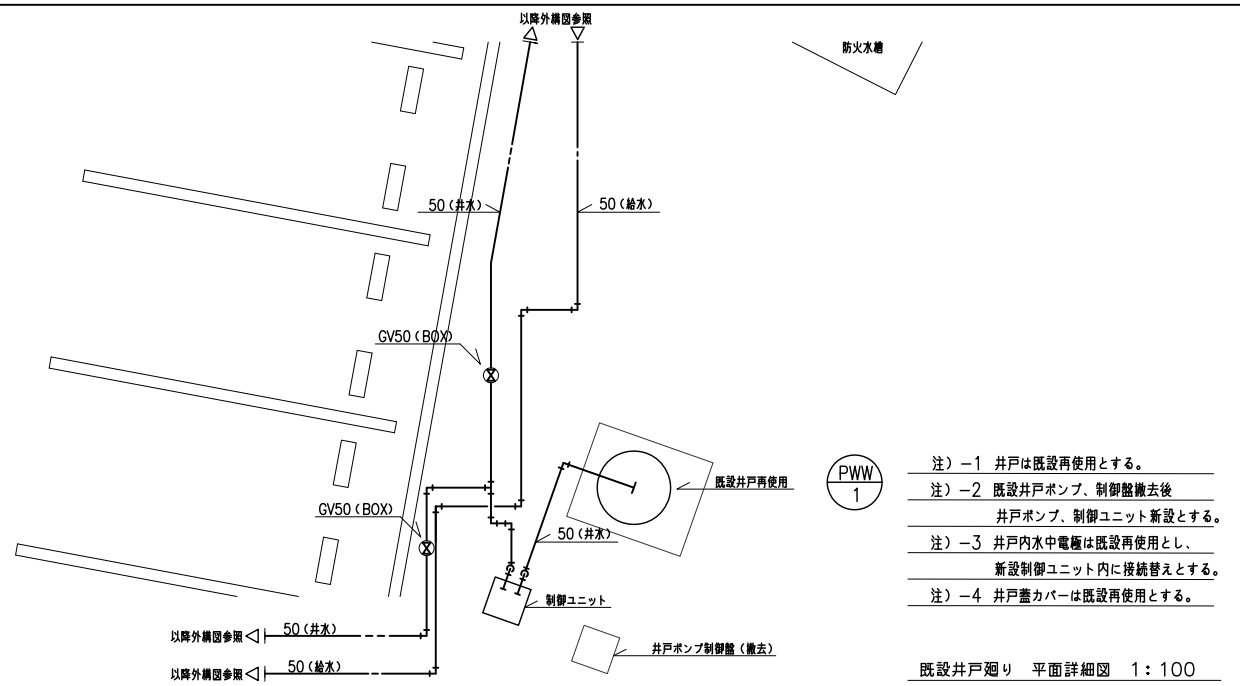 以降外構図参照
防火水槽
50(井水)
50(給水)
GV50(BOX)
既設井戸再使用
PWW
1
注)-1 井戸は既設再使用とする。
注)-2 既設井戸ポンプ、制御盤撤去後
井戸ポンプ、制御ユニット新設とする。
注)-3 井戸内水中電極は既設再使用とし、
新設制御ユニット内に接続替えとする。
注)-4 井戸蓋カバーは既設再使用とする。
GV50(BOX)
50(井水)
制御ユニット
以降外構図参照
50(井水)
井戸ポンプ制御盤(撤去)
以降外構図参照
50(給水)
既設井戸廻り 平面詳細図 1:100